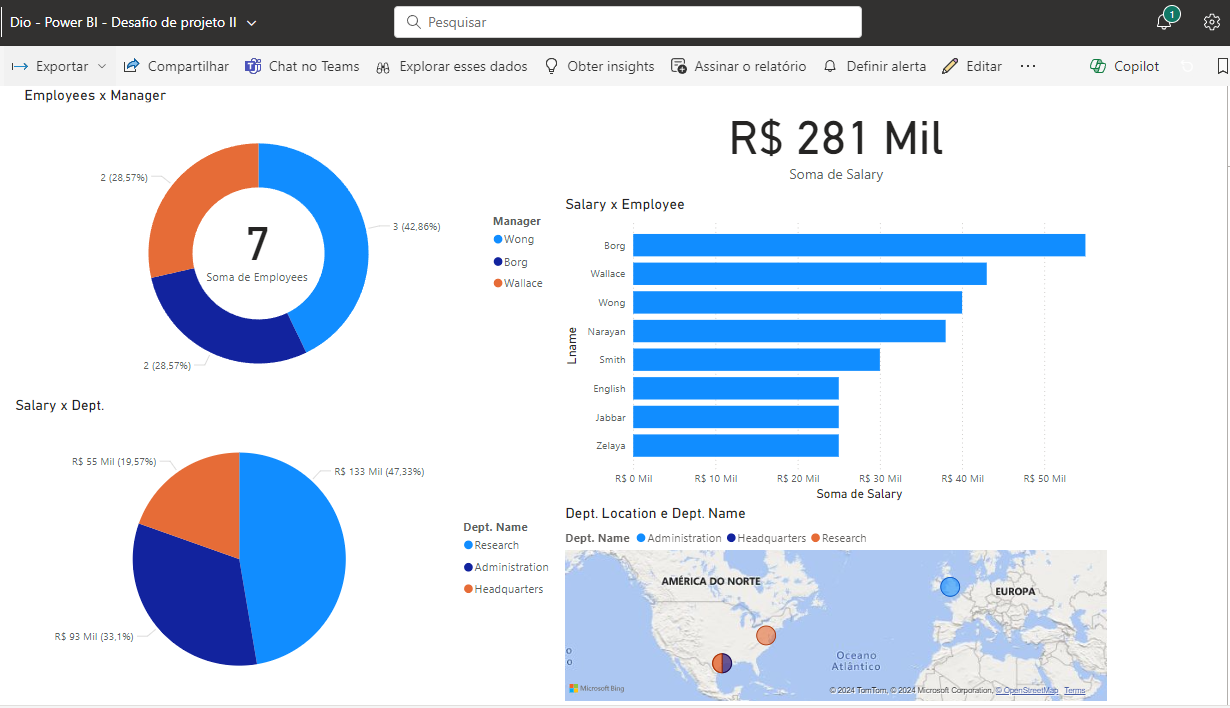 Dio - Power BI - Desafio de projeto II
Pesquisar
1
Exportar
Compartilhar
Chat no Teams
Explorar esses dados
Obter insights
Assinar o relatório
Definir alerta
Editar
...
Copilot
Employees x Manager
2 (28,57%)
3 (42,86%)
7
Soma de Employees
2 (28,57%)
Manager
Wong
Borg
Wallace
R$ 281 Mil
Soma de Salary
Salary x Employee
Lname
Borg
Wallace
Wong
Narayan
Smith
English
Jabbar
Zelaya
R$ 0 Mil R$ 10 Mil R$ 20 Mil R$ 30 Mil R$ 40 Mil R$ 50 Mil
Soma de Salary
Salary x Dept.
R$ 55 Mil (19,57%)
R$ 133 Mil (47,33%)
R$ 93 Mil (33,1%)
Dept. Name
Research
Administration
Headquarters
Dept. Location e Dept. Name
Dept. Name Administration Headquarters Research
AMÉRICA DO NORTE
EUROPA
o
o
Oceano
Atlântico
Microsoft Bing
© 2024 TomTom, © 2024 Microsoft Corporation, © OpenStreetMap Terms